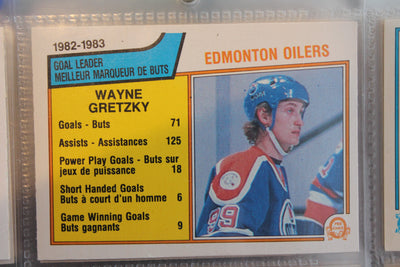 1982-1983
GOAL LEADER
MEILLEUR MARQUEUR DE BUTS
EDMONTON OILERS
WAYNE
GRETZKY
Goals - Buts 71
Assists - Assistances 125
Power Play Goals - Buts sur
jeux de puissance 18
Short Handed Goals
Buts à court d'un homme 6
Game Winning Goals
Buts gagnants 9
99